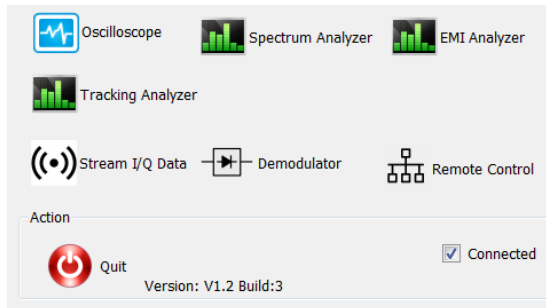 Oscilloscope
Spectrum Analyzer
EMI Analyzer
Tracking Analyzer
Stream I/Q Data
Demodulator
Remote Control
Action
Quit
Connected
Version: V1.2 Build:3